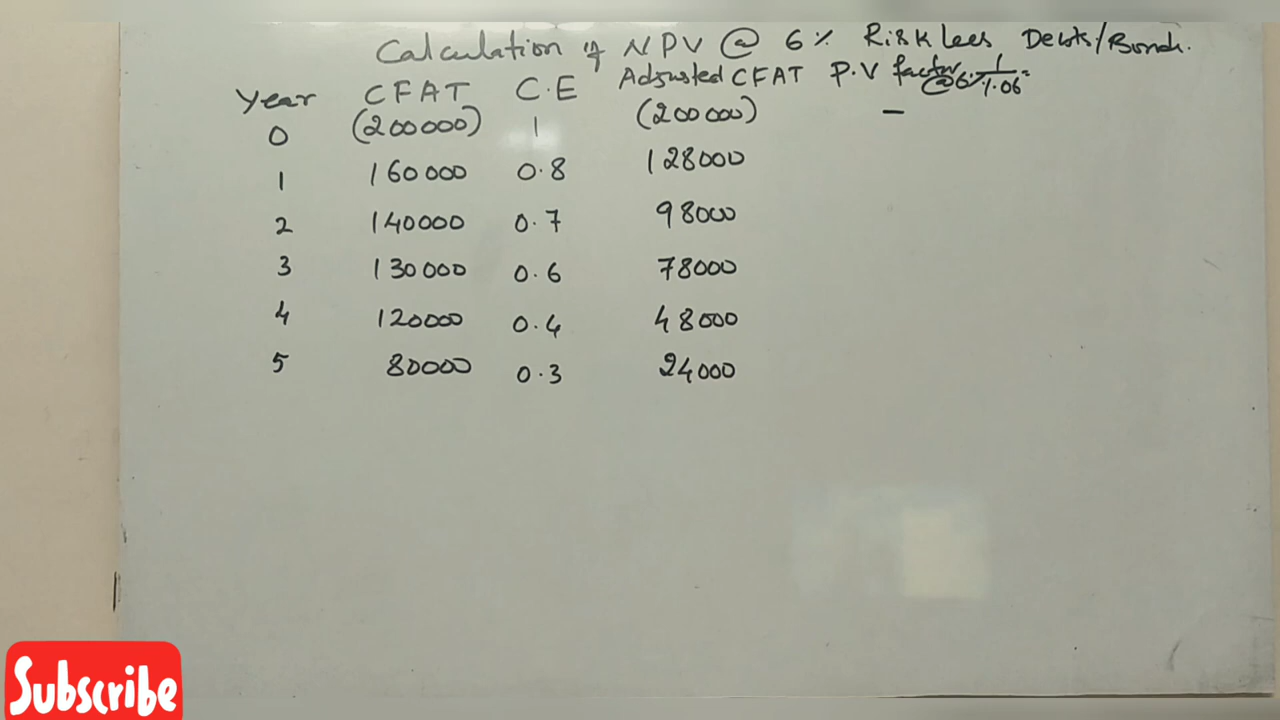 Calculation of NPV @ 6% Riskless Debts/Bonds.
Year CFAT C.E Adjusted CFAT P.V factor @6% 1/1.06=
0 (200000) 1 (200000) –
1 160000 0.8 128000
2 140000 0.7 98000
3 130000 0.6 78000
4 120000 0.4 48000
5 80000 0.3 24000
Subscribe